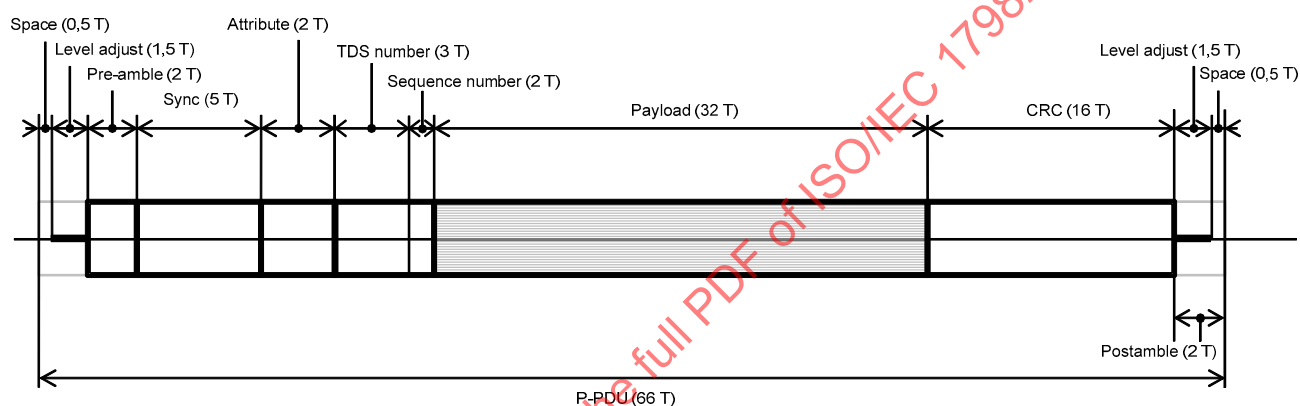 Space (0,5 T)
Level adjust (1,5 T)
Pre-amble (2 T)
Sync (5 T)
Attribute (2 T)
TDS number (3 T)
Sequence number (2 T)
Payload (32 T)
CRC (16 T)
Level adjust (1,5 T)
Space (0,5 T)
Postamble (2 T)
P-PDU (66 T)
he full PDF of ISO/IEC 1798